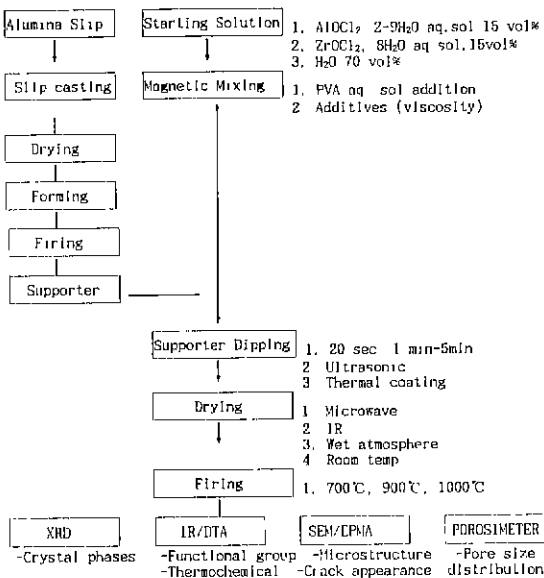 Alumina Slip
Starting Solution
1. AlOCl₂ 2-9H₂O aq.sol 15 vol%
2. ZrOCl₂, 8H₂O aq sol.15vol%
3. H₂O 70 vol%
Slip casting
Magnetic Mixing
1. PVA aq sol addition
2 Additives (viscosity)
Drying
Forming
Firing
Supporter
Supporter Dipping
1. 20 sec 1 min-5min
2 Ultrasonic
3 Thermal coating
Drying
1 Microwave
2 IR
3. Wet atmosphere
4 Room temp
Firing
1. 700℃, 900℃, 1000℃
XRD
IR/DTA
SEM/EPMA
POROSIMETER
-Crystal phases
-Functional group
-Thermochemical
-Microstructure
-Crack appearance
-Pore size
distribution